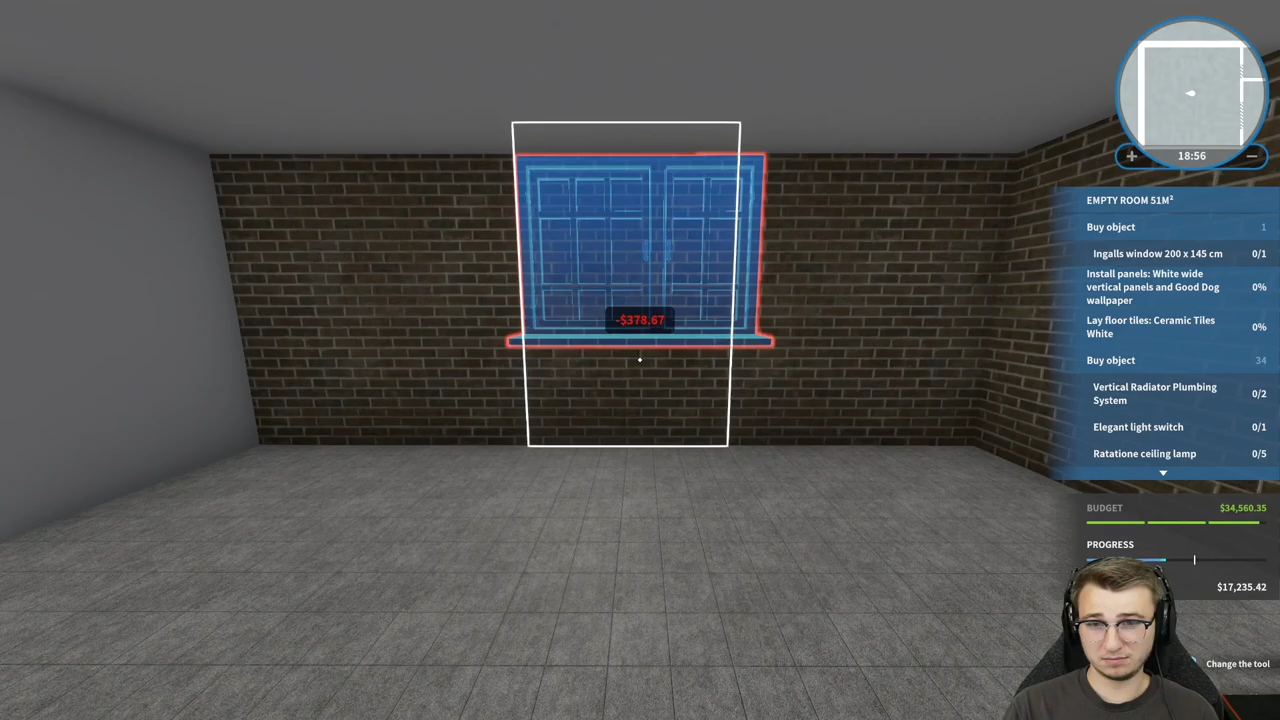 18:56
EMPTY ROOM 51M²
Buy object 1
Ingalls window 200 x 145 cm 0/1
Install panels: White wide
vertical panels and Good Dog
wallpaper 0%
Lay floor tiles: Ceramic Tiles
White 0%
Buy object 34
Vertical Radiator Plumbing
System 0/2
Elegant light switch 0/1
Ratatione ceiling lamp 0/5
-$378.67
BUDGET $34,560.35
PROGRESS
$17,235.42
Change the tool